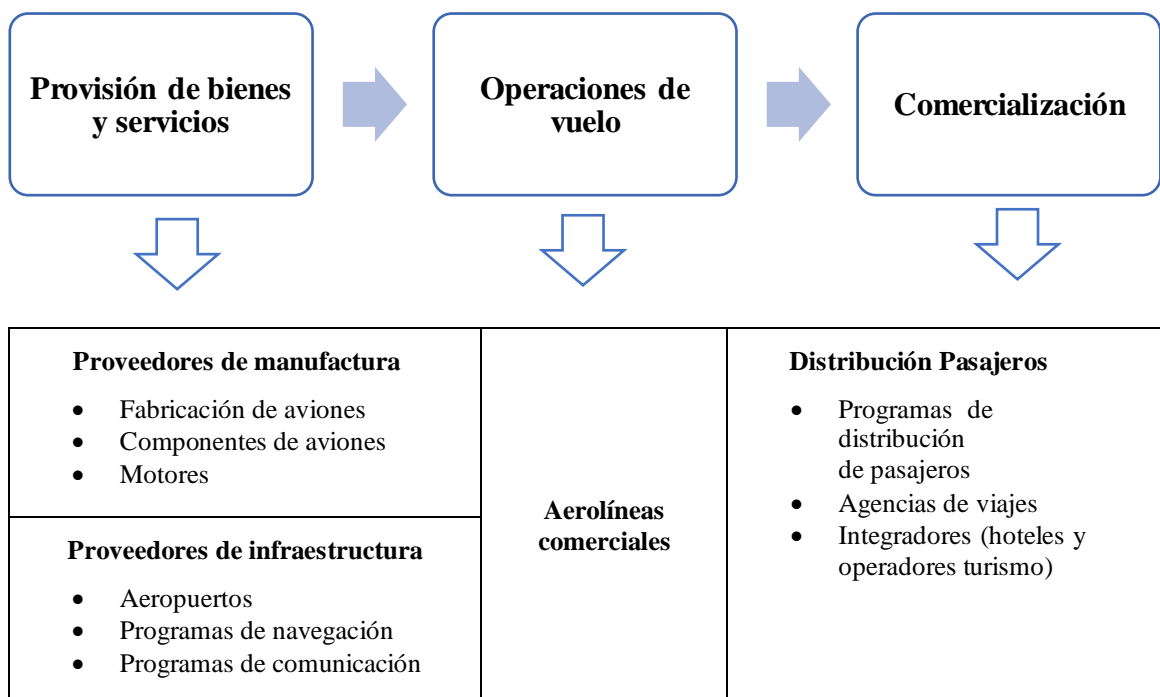 Provisión de bienes
y servicios
Operaciones de
vuelo
Comercialización
Proveedores de manufactura
• Fabricación de aviones
• Componentes de aviones
• Motores
Proveedores de infraestructura
• Aeropuertos
• Programas de navegación
• Programas de comunicación
Aerolíneas
comerciales
Distribución Pasajeros
• Programas de
distribución
de pasajeros
• Agencias de viajes
• Integradores (hoteles y
operadores turismo)